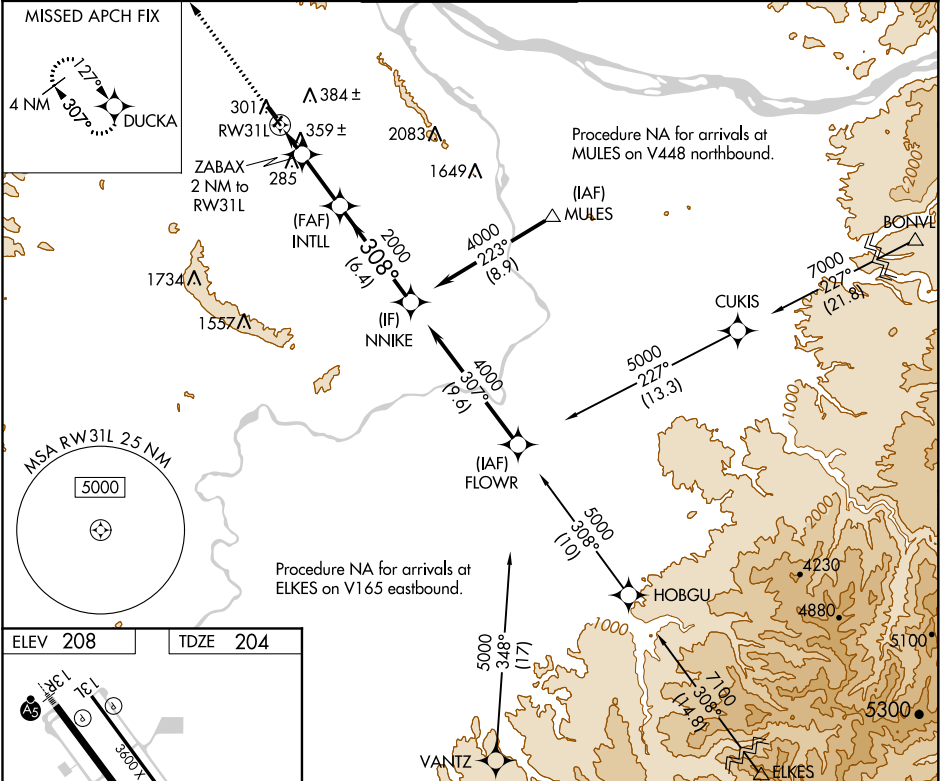 MISSED APCH FIX
127°
4 NM
307°
DUCKA
301
384 ±
RW31L
359 ±
ZABAX
2 NM to
RW31L
285
2083
1649
Procedure NA for arrivals at
MULES on V448 northbound.
(IAF)
MULES
(FAF)
INTLL
2000
308°
(6.4)
4000
223°
(8.9)
BONVL
2000
7000
227°
(21.8)
1734
1557
(IF)
NNIKE
CUKIS
5000
227°
(13.3)
4000
307°
(9.6)
1000
MSA RW31L 25 NM
5000
(IAF)
FLOWR
5000
308°
(10)
2000
Procedure NA for arrivals at
ELKES on V165 eastbound.
HOBGU
4230
4880
5100
1000
5000
348°
(17)
7100
308°
(14.8)
5300
VANTZ
ELKES
ELEV 208
TDZE 204
13R
13L
A5
P
P
3600 X